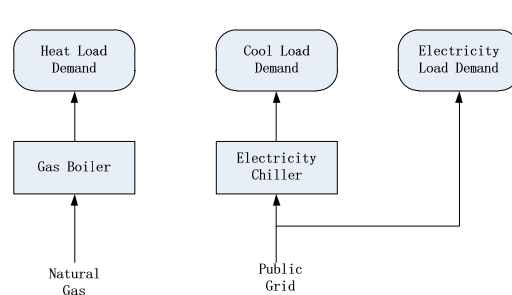 Heat Load
Demand
Cool Load
Demand
Electricity
Load Demand
Gas Boiler
Electricity
Chiller
Natural
Gas
Public
Grid